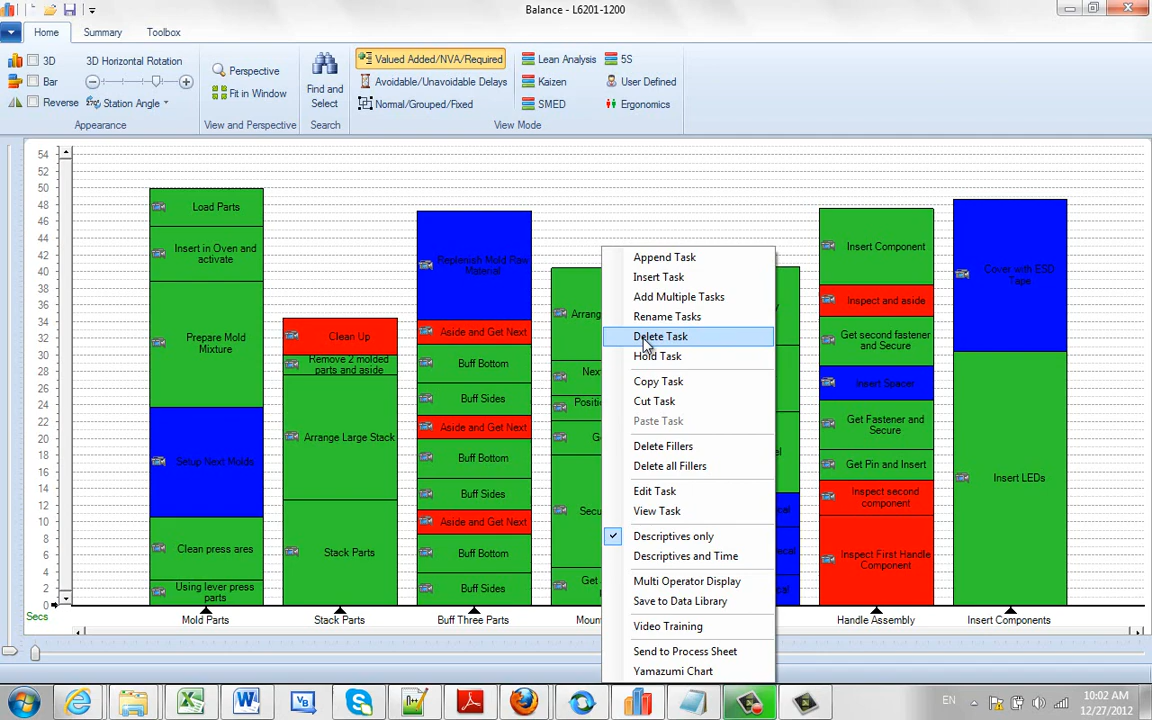 Balance - L6201-1200
Home
Summary
Toolbox
3D
3D Horizontal Rotation
Bar
Reverse
Station Angle
Appearance
Perspective
Fit in Window
View and Perspective
Find and
Select
Search
Valued Added/NVA/Required
Avoidable/Unavoidable Delays
Normal/Grouped/Fixed
Lean Analysis
Kaizen
SMED
5S
User Defined
Ergonomics
View Mode
54
52
50
48
46
44
42
40
38
36
34
32
30
28
26
24
22
20
18
16
14
12
10
8
6
4
2
0
Secs
Load Parts
Insert in Oven and
activate
Prepare Mold
Mixture
Setup Next Molds
Clean press ares
Using lever press
parts
Mold Parts
Clean Up
Remove 2 molded
parts and aside
Arrange Large Stack
Stack Parts
Stack Parts
Replenish Mold Raw
Material
Aside and Get Next
Buff Bottom
Buff Sides
Aside and Get Next
Buff Bottom
Buff Sides
Aside and Get Next
Buff Bottom
Buff Sides
Buff Three Parts
Next
Append Task
Insert Task
Add Multiple Tasks
Rename Tasks
Delete Task
Hold Task
Copy Task
Cut Task
Paste Task
Delete Fillers
Delete all Fillers
Edit Task
View Task
Descriptives only
Descriptives and Time
Multi Operator Display
Save to Data Library
Video Training
Send to Process Sheet
Yamazumi Chart
Insert Component
Inspect and aside
Get second fastener
and Secure
Insert Spacer
Get Fastener and
Secure
Get Pin and Insert
Inspect second
component
Inspect First Handle
Component
Handle Assembly
Cover with ESD
Tape
Insert LEDs
Insert Components
EN
10:02 AM
12/27/2012